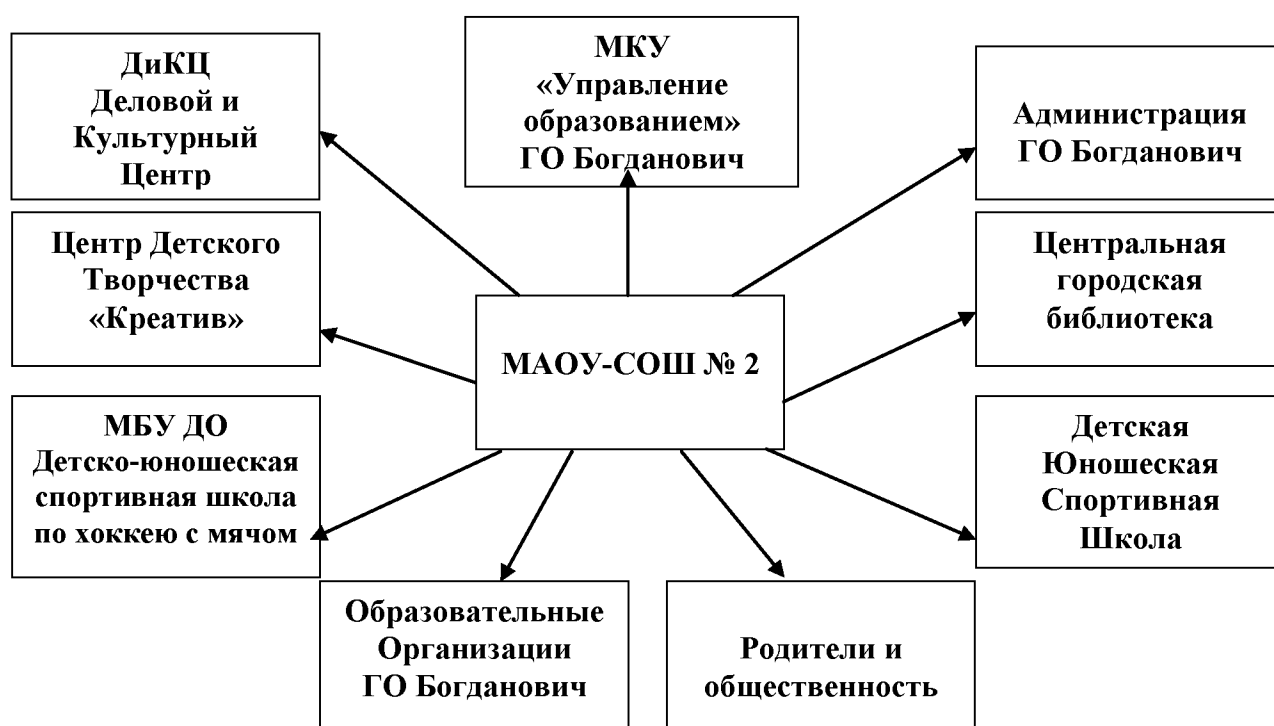 ДиКЦ
Деловой и
Культурный
Центр
МКУ
«Управление
образованием»
ГО Богданович
Администрация
ГО Богданович
Центр Детского
Творчества
«Креатив»
МАОУ-СОШ № 2
Центральная
городская
библиотека
МБУ ДО
Детско-юношеская
спортивная школа
по хоккею с мячом
Детская
Юношеская
Спортивная
Школа
Образовательные
Организации
ГО Богданович
Родители и
общественность